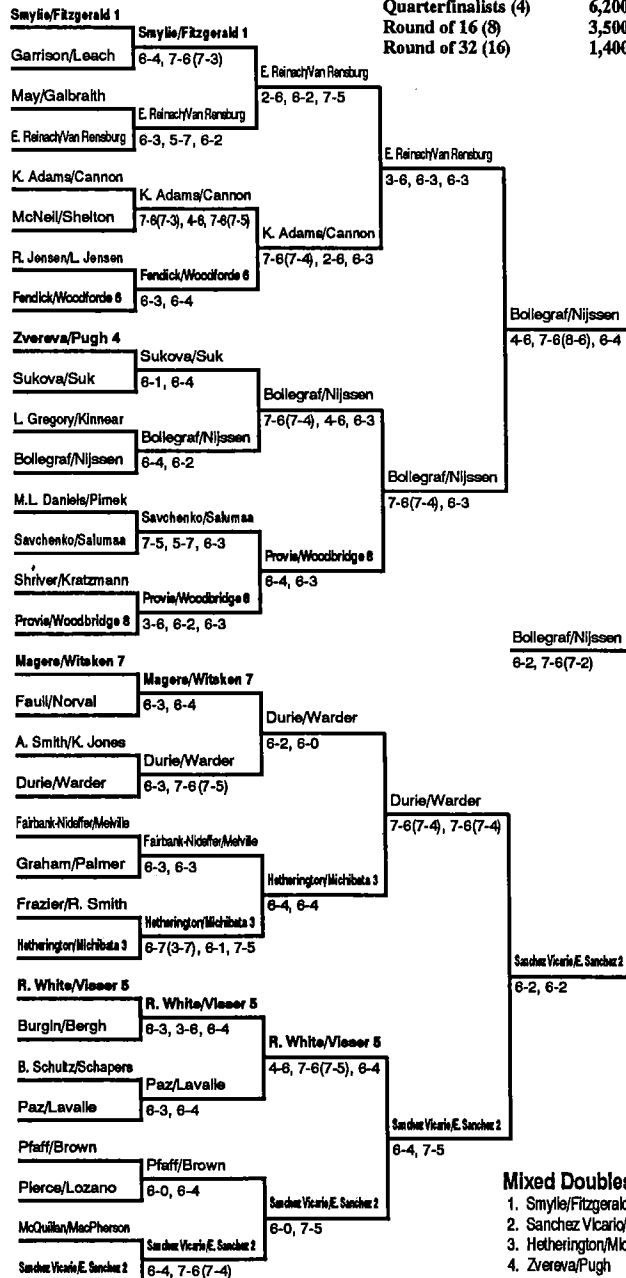 Smylie/Fitzgerald 1
Garrison/Leach
May/Galbraith
E. Reinach/Van Rensburg
K. Adams/Cannon
McNeil/Shelton
R. Jensen/L. Jensen
Fendick/Woodforde 6
Zvereva/Pugh 4
Sukova/Suk
L. Gregory/Kinnear
Bollegraf/Nijssen
M.L. Daniels/Pimek
Savchenko/Salumaa
Shriver/Kratzmann
Provis/Woodbridge 8
Magers/Witsken 7
Faull/Norval
A. Smith/K. Jones
Durie/Warder
Fairbank-Nideffer/Melville
Graham/Palmer
Frazier/R. Smith
Hetherington/Michibata 3
R. White/Visser 5
Burgin/Bergh
B. Schultz/Schapers
Paz/Lavalle
Pfaff/Brown
Pierce/Lozano
McQuillan/MacPherson
Sanchez Vicario/E. Sanchez 2
Smylie/Fitzgerald 1
6-4, 7-6(7-3)
E. Reinach/Van Rensburg
6-3, 5-7, 6-2
K. Adams/Cannon
7-6(7-3), 4-6, 7-6(7-5)
Fendick/Woodforde 6
6-3, 6-4
Sukova/Suk
6-1, 6-4
Bollegraf/Nijssen
6-4, 6-2
Savchenko/Salumaa
7-5, 5-7, 6-3
Provis/Woodbridge 8
3-6, 6-2, 6-3
Magers/Witsken 7
6-3, 6-4
Durie/Warder
6-3, 7-6(7-5)
Fairbank-Nideffer/Melville
6-3, 6-3
Hetherington/Michibata 3
6-7(3-7), 6-1, 7-5
R. White/Visser 5
6-3, 3-6, 6-4
Paz/Lavalle
6-3, 6-4
Pfaff/Brown
6-0, 6-4
Sanchez Vicario/E. Sanchez 2
6-4, 7-6(7-4)
E. Reinach/Van Rensburg
2-6, 6-2, 7-5
K. Adams/Cannon
7-6(7-4), 2-6, 6-3
Bollegraf/Nijssen
7-6(7-4), 4-6, 6-3
Provis/Woodbridge 8
6-4, 6-3
Durie/Warder
6-2, 6-0
Hetherington/Michibata 3
6-4, 6-4
R. White/Visser 5
4-6, 7-6(7-5), 6-4
Sanchez Vicario/E. Sanchez 2
6-0, 7-5
E. Reinach/Van Rensburg
3-6, 6-3, 6-3
Bollegraf/Nijssen
7-6(7-4), 6-3
Durie/Warder
7-6(7-4), 7-6(7-4)
Sanchez Vicario/E. Sanchez 2
6-4, 7-5
Bollegraf/Nijssen
4-6, 7-6(8-6), 6-4
Sanchez Vicario/E. Sanchez 2
6-2, 6-2
Bollegraf/Nijssen
6-2, 7-6(7-2)
Quarterfinalists (4) 6,200
Round of 16 (8) 3,500
Round of 32 (16) 1,400
Mixed Doubles
1. Smylie/Fitzgerald
2. Sanchez Vicario/
3. Hetherington/Mic
4. Zvereva/Pugh